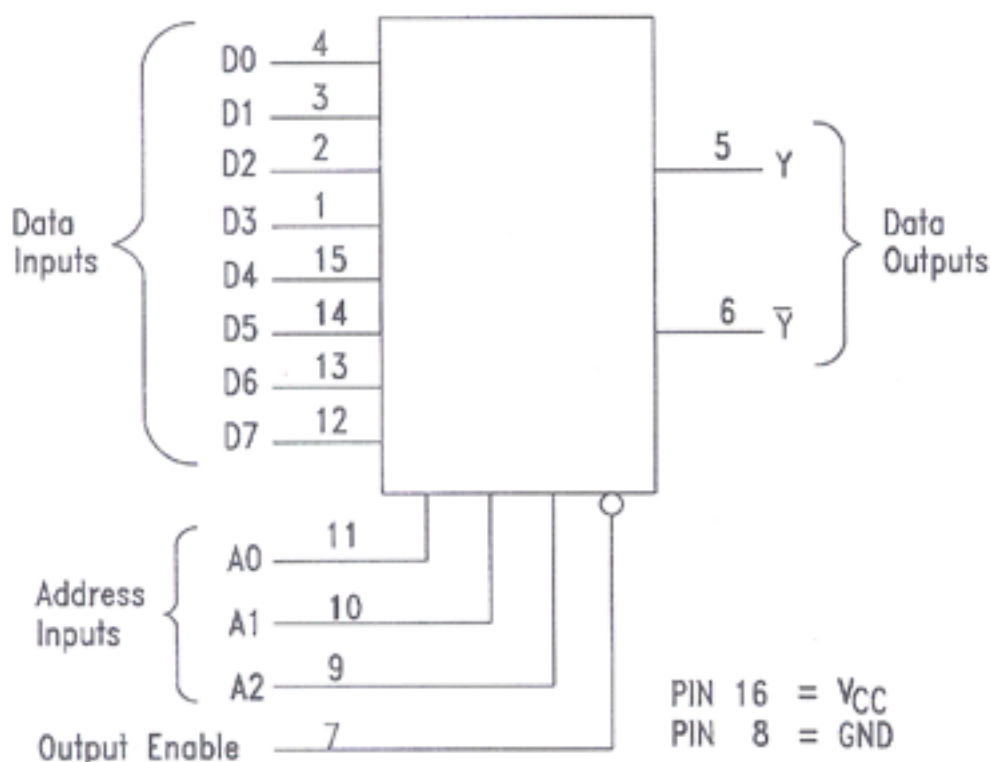 D0 4
D1 3
D2 2
D3 1
D4 15
D5 14
D6 13
D7 12
Data
Inputs
5 Y
6 Y̅
Data
Outputs
A0 11
A1 10
A2 9
Address
Inputs
Output Enable 7
PIN 16 = VCC
PIN 8 = GND